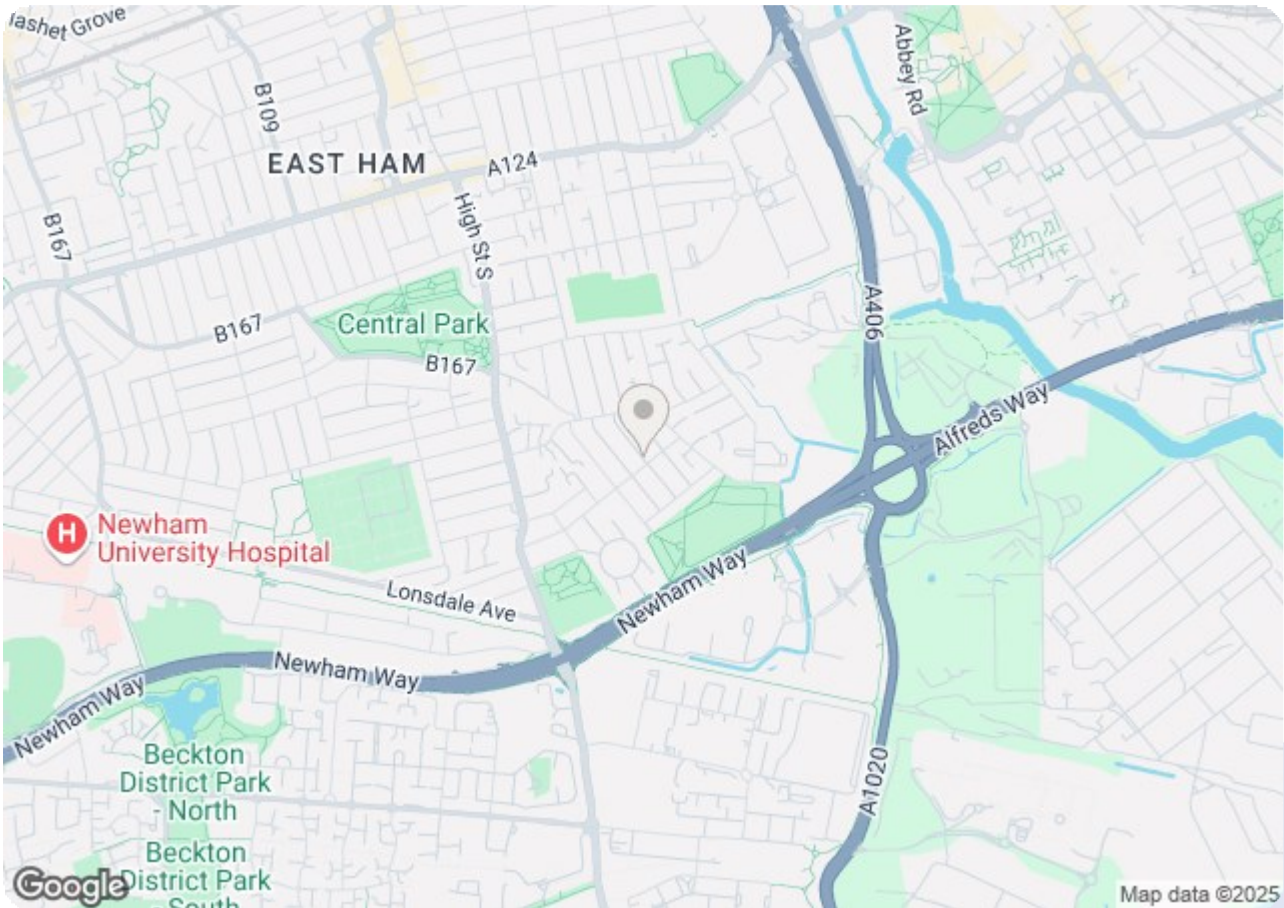 lashet Grove
B109
Abbey Rd
EAST HAM
A124
B167
High St S
A406
Central Park
B167
B167
Alfreds Way
H
Newham
University Hospital
Lonsdale Ave
Newham Way
Newham Way
Newham Way
A1020
Beckton
District Park
- North
Beckton
District Park
- South
Google
Map data ©2025